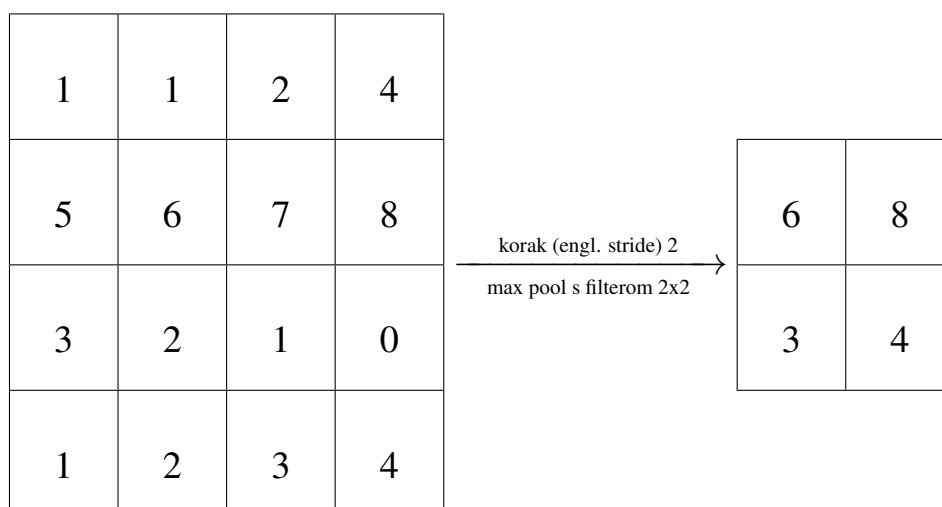 1 1 2 4
5 6 7 8
3 2 1 0
1 2 3 4
korak (engl. stride) 2
max pool s filterom 2x2
6 8
3 4